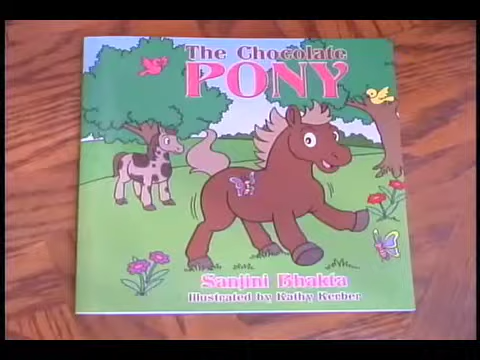 The Chocolate
PONY
Sanjini Bhakta
Illustrated by Kathy Kerber